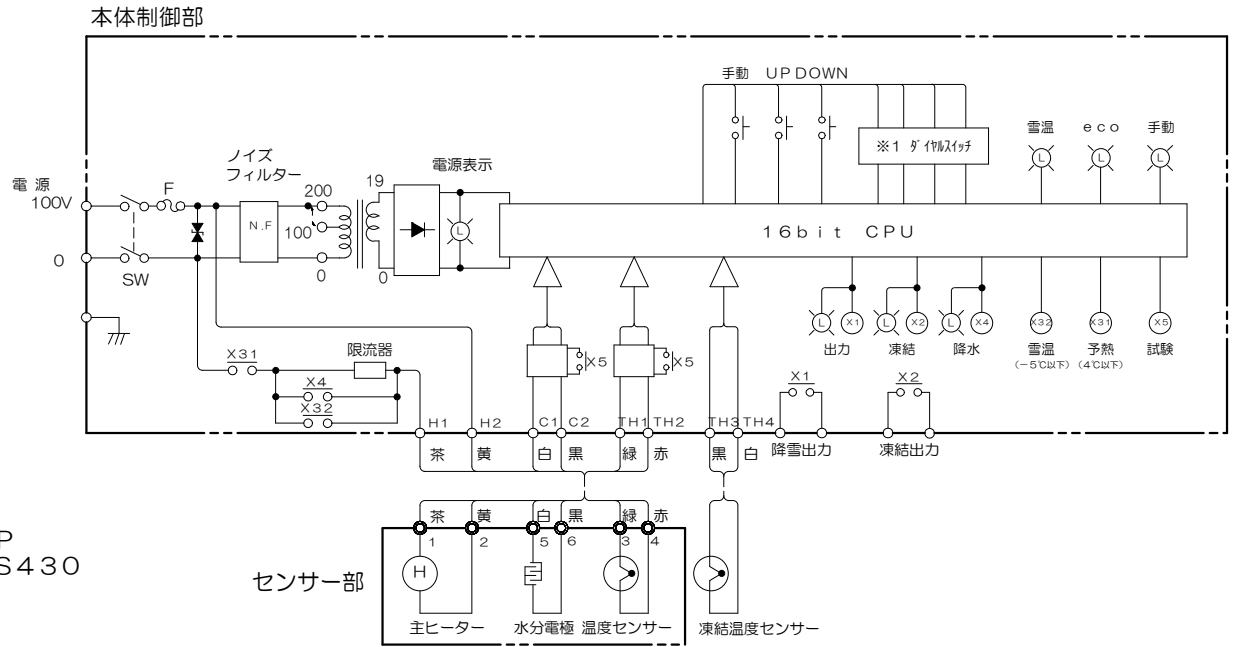 本体制御部
手動 UP DOWN
※1 ダイヤルスイッチ
雪温 eco 手動
L L L
電源
100V
0
F
SW
ノイズ
フィルター
N.F
200
100
0
19
0
電源表示
L
16bit CPU
L X1 L X2 L X4 X32 X31 X5
出力 凍結 降水 雪温 予熱 試験
(−5℃以下) (4℃以下)
X31
限流器
X4
X32
X5 X5
X1 X2
H1 H2 C1 C2 TH1 TH2 TH3 TH4
降雪出力 凍結出力
茶 黄 白 黒 緑 赤 黒 白
茶 黄 白 黒 緑 赤
1 2 5 6 3 4
P
S430
センサー部
H
主ヒーター 水分電極 温度センサー 凍結温度センサー